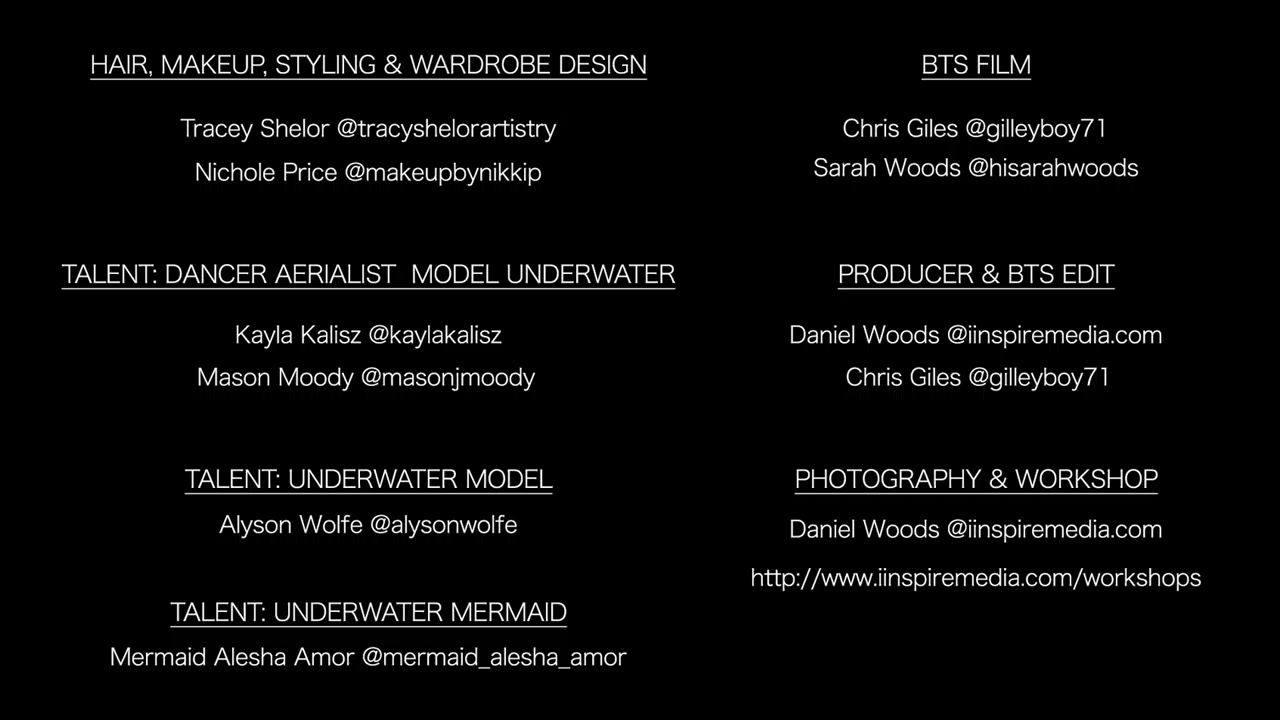 HAIR, MAKEUP, STYLING & WARDROBE DESIGN
Tracey Shelor @tracyshelorartistry
Nichole Price @makeupbynikkip
TALENT: DANCER AERIALIST  MODEL UNDERWATER
Kayla Kalisz @kaylakalisz
Mason Moody @masonjmoody
TALENT: UNDERWATER MODEL
Alyson Wolfe @alysonwolfe
TALENT: UNDERWATER MERMAID
Mermaid Alesha Amor @mermaid_alesha_amor
BTS FILM
Chris Giles @gilleyboy71
Sarah Woods @hisarahwoods
PRODUCER & BTS EDIT
Daniel Woods @iinspiremedia.com
Chris Giles @gilleyboy71
PHOTOGRAPHY & WORKSHOP
Daniel Woods @iinspiremedia.com
http://www.iinspiremedia.com/workshops